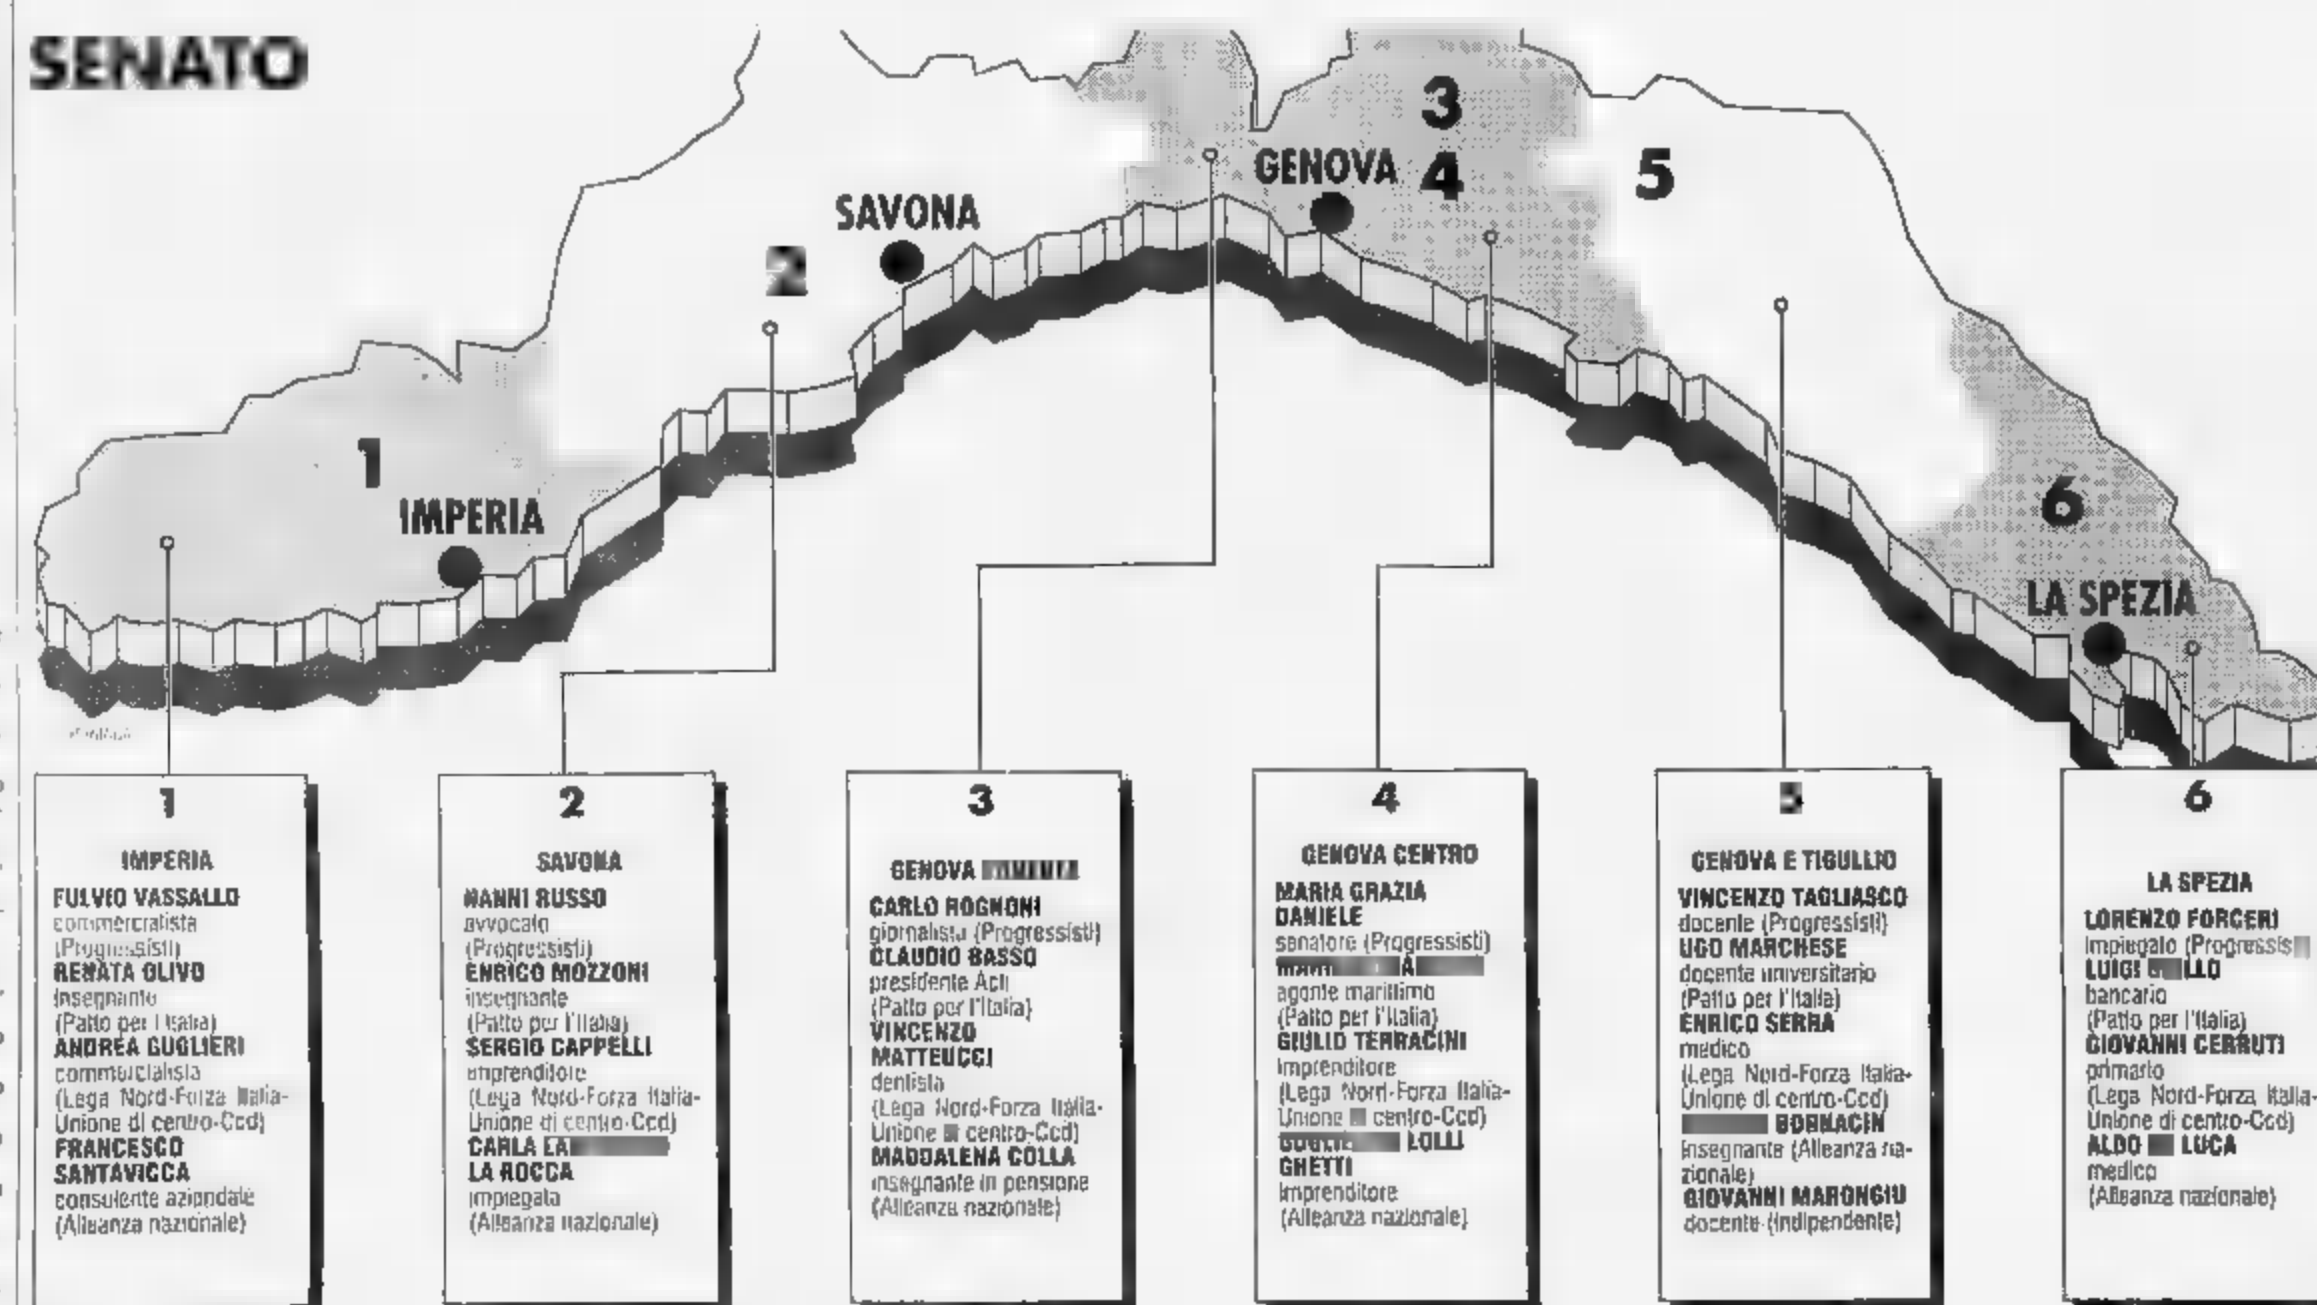 SENATO
3
GENOVA
4
5
SAVONA
2
1
IMPERIA
6
LA SPEZIA
1
IMPERIA
FULVIO VASSALLO
commercialista
(Progressisti)
RENATA OLIVO
insegnante
(Patto per l'Italia)
ANDREA GUGLIERI
commercialista
(Lega Nord-Forza Italia-
Unione di centro-Ccd)
FRANCESCO
SANTAVICCA
consulente aziendale
(Alleanza nazionale)
2
SAVONA
NANNI RUSSO
avvocato
(Progressisti)
ENRICO MOZZONI
insegnante
(Patto per l'Italia)
SERGIO CAPPELLI
imprenditore
(Lega Nord-Forza Italia-
Unione di centro-Ccd)
CARLA
LA ROCCA
impiegata
(Alleanza nazionale)
3
GENOVA
CARLO ROGNONI
giornalista (Progressisti)
CLAUDIO BASSO
presidente Acli
(Patto per l'Italia)
VINCENZO
MATTEUCCI
dentista
(Lega Nord-Forza Italia-
Unione centro-Ccd)
MADDALENA COLLA
insegnante in pensione
(Alleanza nazionale)
4
GENOVA CENTRO
MARIA GRAZIA
DANIELE
senatore (Progressisti)
agente marittimo
(Patto per l'Italia)
GIULIO TERRACINI
Imprenditore
(Lega Nord-Forza Italia-
Unione centro-Ccd)
LOLLI
GHETTI
Imprenditore
(Alleanza nazionale)
5
GENOVA E TIGULLIO
VINCENZO TAGLIASCO
docente (Progressisti)
UGO MARCHESE
docente universitario
(Patto per l'Italia)
ENRICO SERRA
medico
(Lega Nord-Forza Italia-
Unione di centro-Ccd)
BORNACIN
insegnante (Alleanza na-
zionale)
GIOVANNI MARONGIU
docente (indipendente)
6
LA SPEZIA
LORENZO FORCERI
impiegato (Progressis
LUIGI
bancario
(Patto per l'Italia)
GIOVANNI CERRUTI
primario
(Lega Nord-Forza Italia-
Unione di centro-Ccd)
ALDO LUCA
medico
(Alleanza nazionale)